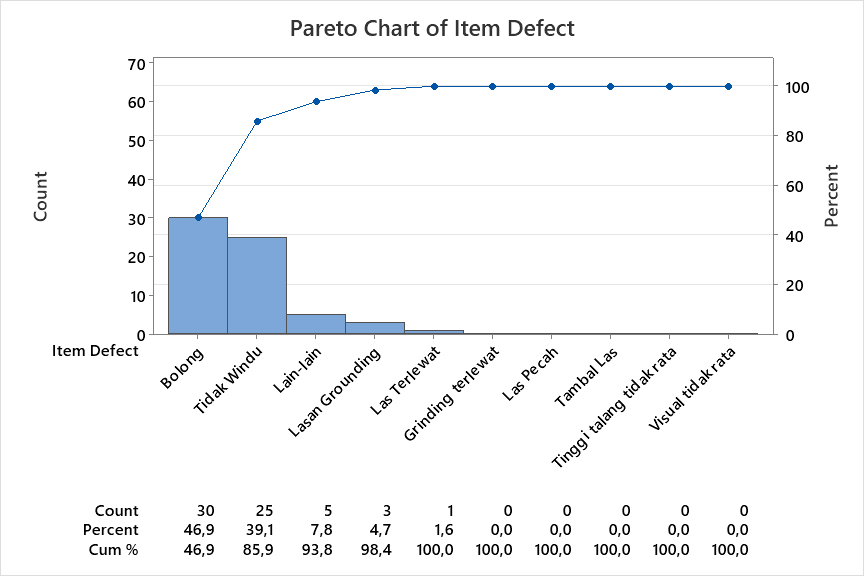 Pareto Chart of Item Defect
70
60
50
40
30
20
10
0
Count
100
80
60
40
20
0
Percent
Item Defect
Bolong
Tidak Windu
Lain-lain
Lasan Grounding
Las Terlewat
Grinding terlewat
Las Pecah
Tambal Las
Tinggi talang tidak rata
Visual tidak rata
Count 30 25 5 3 1 0 0 0 0 0
Percent 46,9 39,1 7,8 4,7 1,6 0,0 0,0 0,0 0,0 0,0
Cum % 46,9 85,9 93,8 98,4 100,0 100,0 100,0 100,0 100,0 100,0